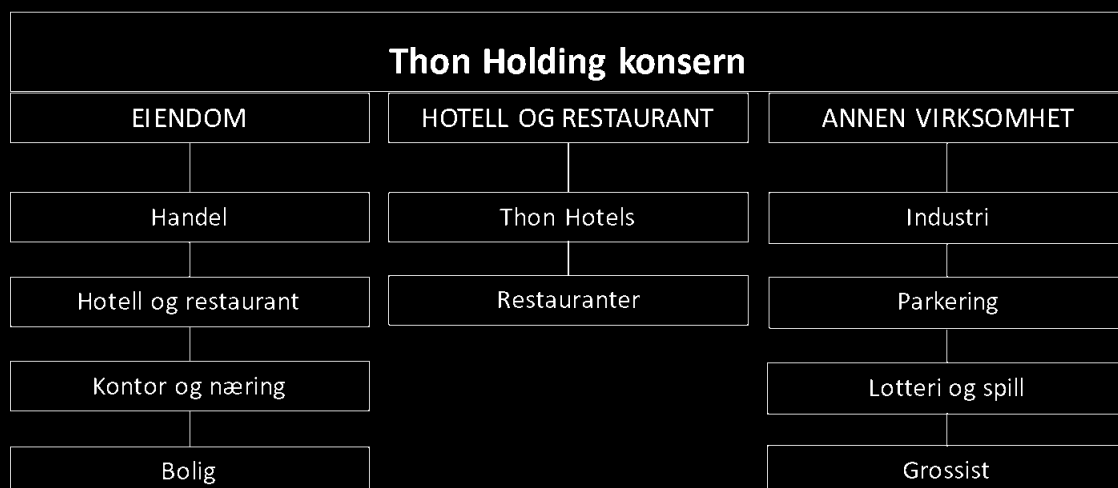 Thon Holding konsern
EIENDOM
HOTELL OG RESTAURANT
ANNEN VIRKSOMHET
Handel
Thon Hotels
Industri
Hotell og restaurant
Restauranter
Parkering
Kontor og næring
Lotteri og spill
Bolig
Grossist